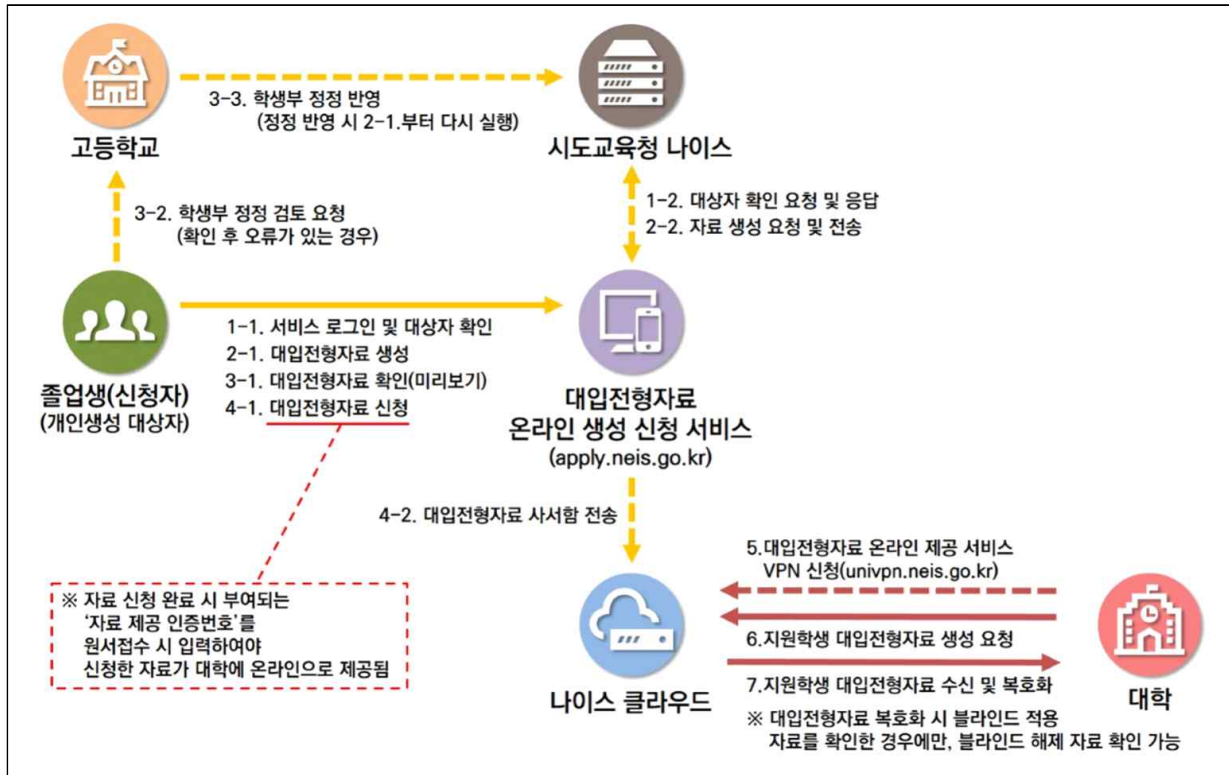 3-3. 학생부 정정 반영
(정정 반영 시 2-1.부터 다시 실행)
고등학교
시도교육청 나이스
3-2. 학생부 정정 검토 요청
(확인 후 오류가 있는 경우)
1-2. 대상자 확인 요청 및 응답
2-2. 자료 생성 요청 및 전송
1-1. 서비스 로그인 및 대상자 확인
2-1. 대입전형자료 생성
3-1. 대입전형자료 확인(미리보기)
4-1. 대입전형자료 신청
졸업생(신청자)
(개인생성 대상자)
대입전형자료
온라인 생성 신청 서비스
(apply.neis.go.kr)
4-2. 대입전형자료 사서함 전송
※ 자료 신청 완료 시 부여되는
'자료 제공 인증번호'를
원서접수 시 입력하여야
신청한 자료가 대학에 온라인으로 제공됨
5.대입전형자료 온라인 제공 서비스
VPN 신청(univpn.neis.go.kr)
6.지원학생 대입전형자료 생성 요청
7.지원학생 대입전형자료 수신 및 복호화
나이스 클라우드
대학
※ 대입전형자료 복호화 시 블라인드 적용
자료를 확인한 경우에만, 블라인드 해제 자료 확인 가능